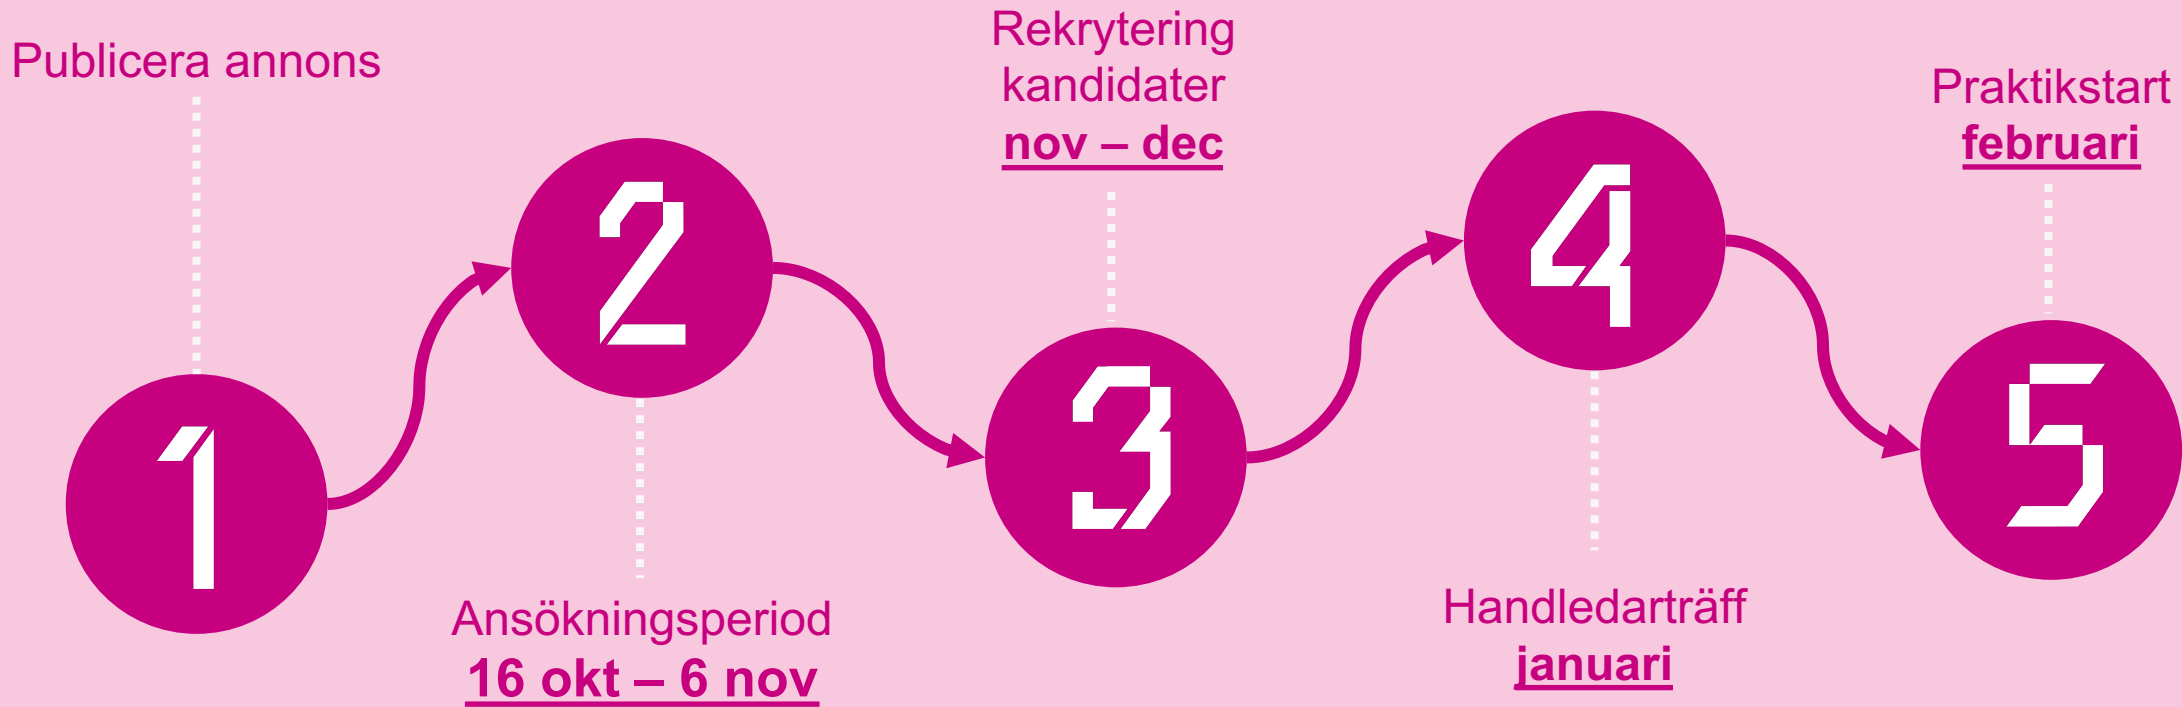 Publicera annons
1
2
Ansökningsperiod
16 okt – 6 nov
Rekrytering
kandidater
nov – dec
3
4
Handledarträff
januari
Praktikstart
februari
5